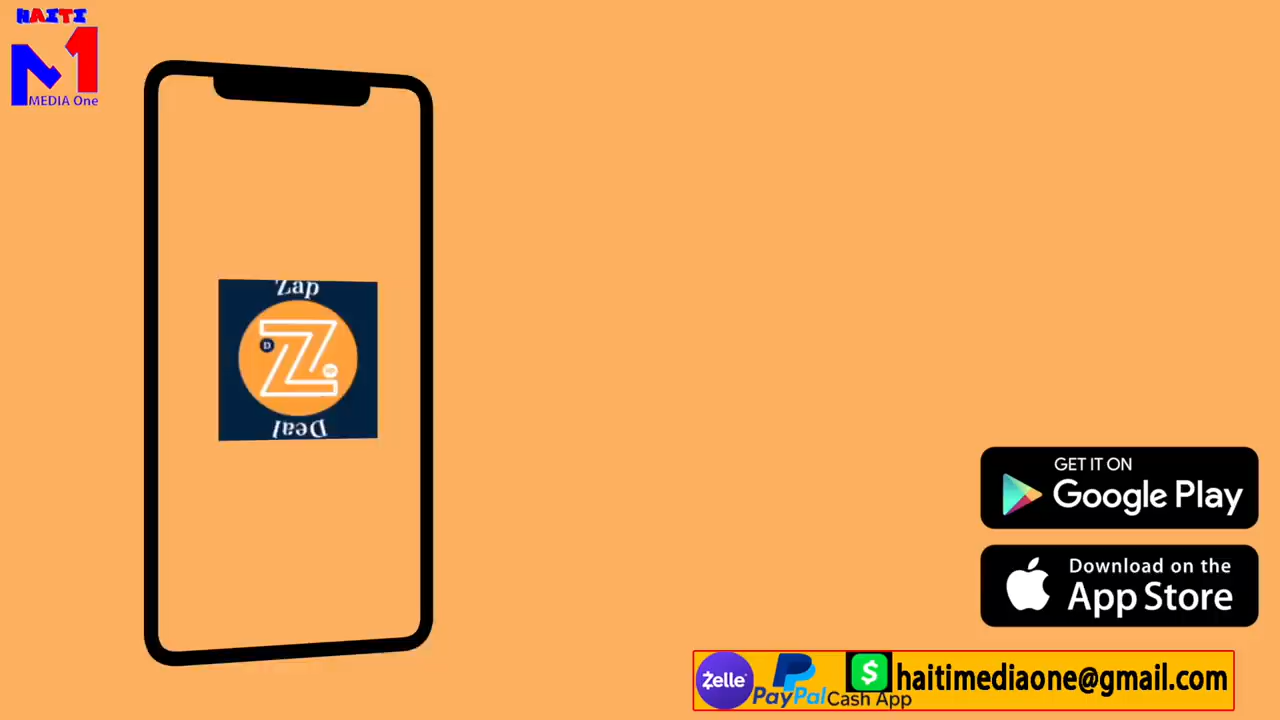 HAITI
M1
MEDIA One
Zap
D
Z
Deal
GET IT ON
Google Play
Download on the
App Store
Zelle
PayPal
Cash App
haitimediaone@gmail.com